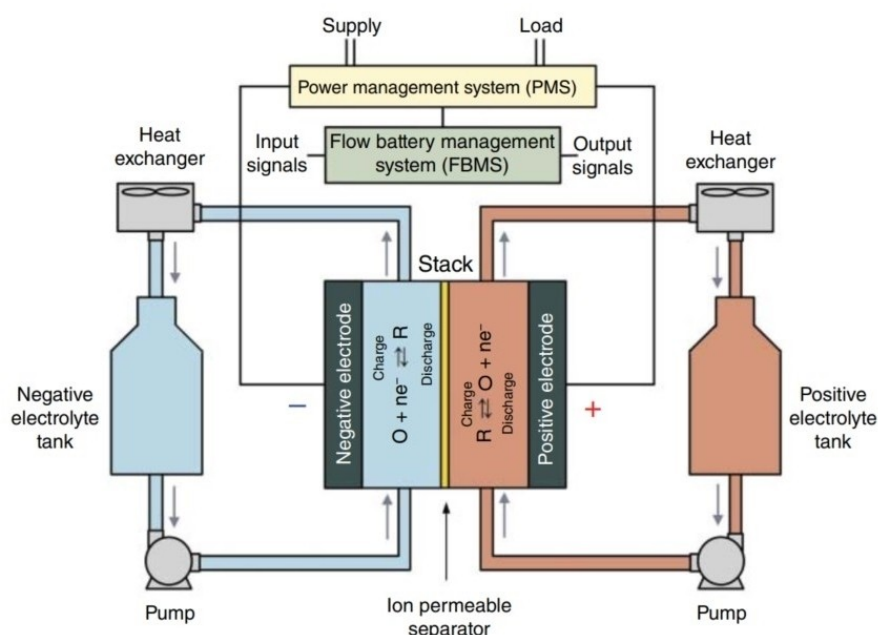 Supply
Load
Power management system (PMS)
Heat
exchanger
Input
signals
Flow battery management
system (FBMS)
Output
signals
Heat
exchanger
Stack
Negative electrode
Charge
O + ne⁻ ⇄ R
Discharge
Charge
R ⇄ O + ne⁻
Discharge
Positive electrode
Negative
electrolyte
tank
−
+
Positive
electrolyte
tank
Pump
Ion permeable
separator
Pump